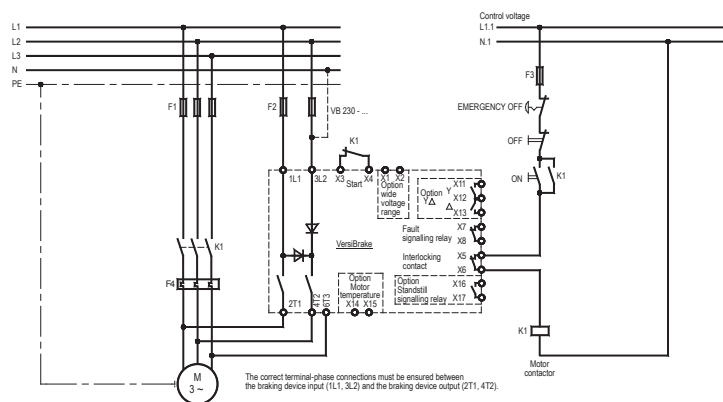 Control voltage
L1
L1.1
L2
N.1
L3
N
PE
F3
F1
F2
VB 230 - ...
EMERGENCY OFF
K1
OFF
1L1
3L2
X3
X4
X1
X2
Start
Option
wide
voltage
range
Option
Y△
Y
△
X11
X12
X13
ON
K1
Fault
signalling relay
X7
X8
K1
VersiBrake
Interlocking
contact
X5
X6
F4
Option
Motor
temperature
X14
X15
Option
Standstill
signalling relay
X16
X17
2T1
4T2
6T3
K1
Motor
contactor
M
3 ~
The correct terminal-phase connections must be ensured between
the braking device input (1L1, 3L2) and the braking device output (2T1, 4T2).